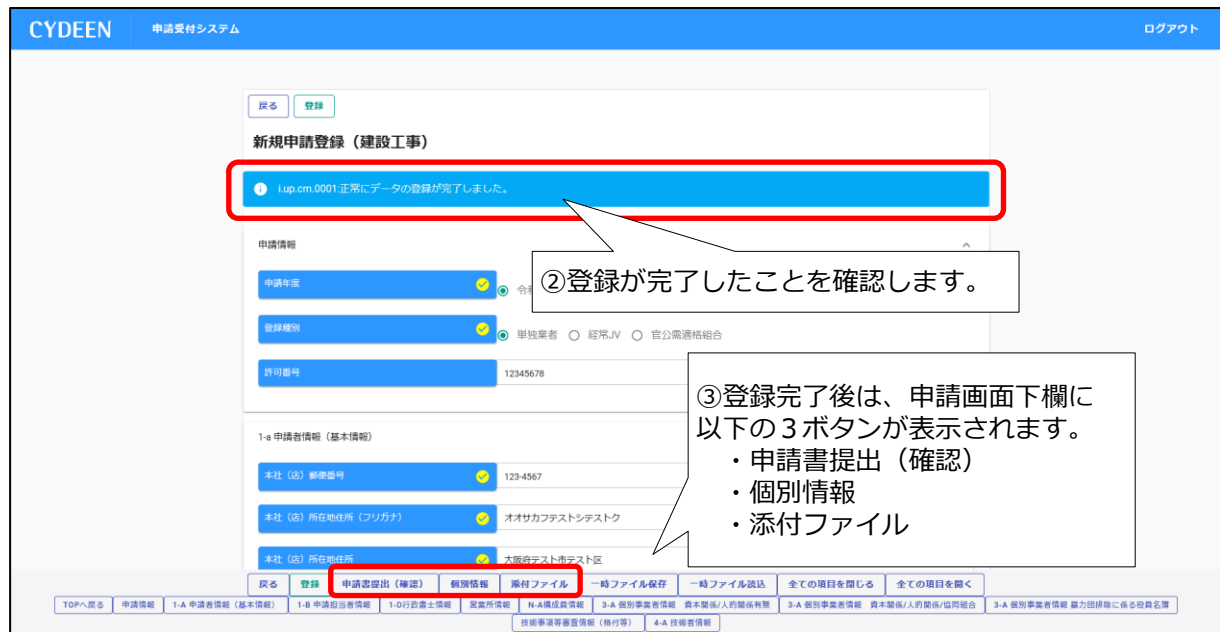 CYDEEN 申請受付システム ログアウト
戻る 登録
新規申請登録（建設工事）
i.up.cm.0001:正常にデータの登録が完了しました。
申請情報
②登録が完了したことを確認します。
申請年度
登録種別 単独業者 経常JV 官公需適格組合
許可番号 12345678
③登録完了後は、申請画面下欄に
以下の３ボタンが表示されます。
・申請書提出（確認）
・個別情報
・添付ファイル
1-a 申請者情報（基本情報）
本社（店）郵便番号 123-4567
本社（店）所在地住所（フリガナ） オオサカフテストシテストク
本社（店）所在地住所 大阪府テスト市テスト区
戻る 登録 申請書提出（確認） 個別情報 添付ファイル 一時ファイル保存 一時ファイル読込 全ての項目を閉じる 全ての項目を開く
TOPへ戻る 申請情報 1-A 申請者情報（基本情報） 1-B 申請担当者情報 1-D行政書士情報 営業所情報 N-A構成員情報 3-A 個別事業者情報 資本関係/人的関係有無 3-A 個別事業者情報 資本関係/人的関係/協同組合 3-A 個別事業者情報 暴力団排除に係る役員名簿
技術事項等審査情報（格付等） 4-A 技術者情報